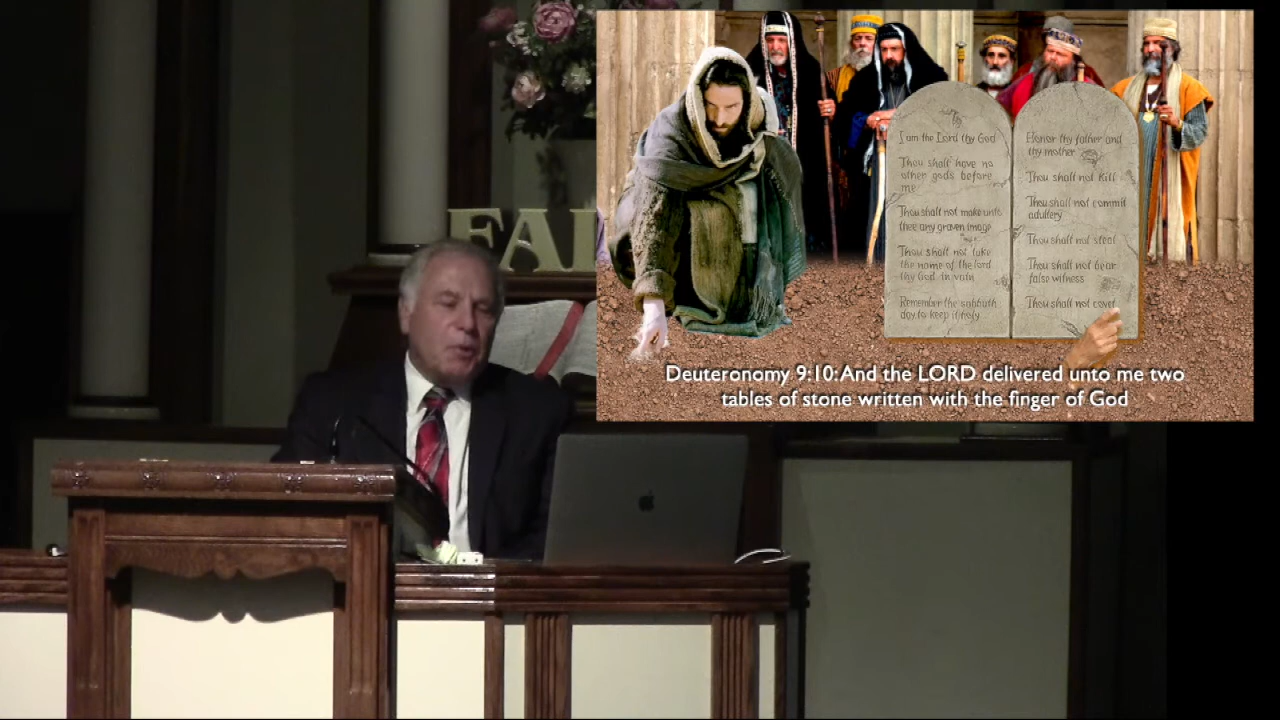 FAI
I am the Lord thy God
Thou shalt have no
other gods before
me
Thou shalt not make unto
thee any graven image
Thou shalt not take
the name of the lord
thy God in vain
Remember the sabbath
day to keep it holy
Honor thy father and
thy mother
Thou shalt not kill
Thou shalt not commit
adultery
Thou shalt not steal
Thou shalt not bear
false witness
Thou shalt not covet
Deuteronomy 9:10: And the LORD delivered unto me two
tables of stone written with the finger of God